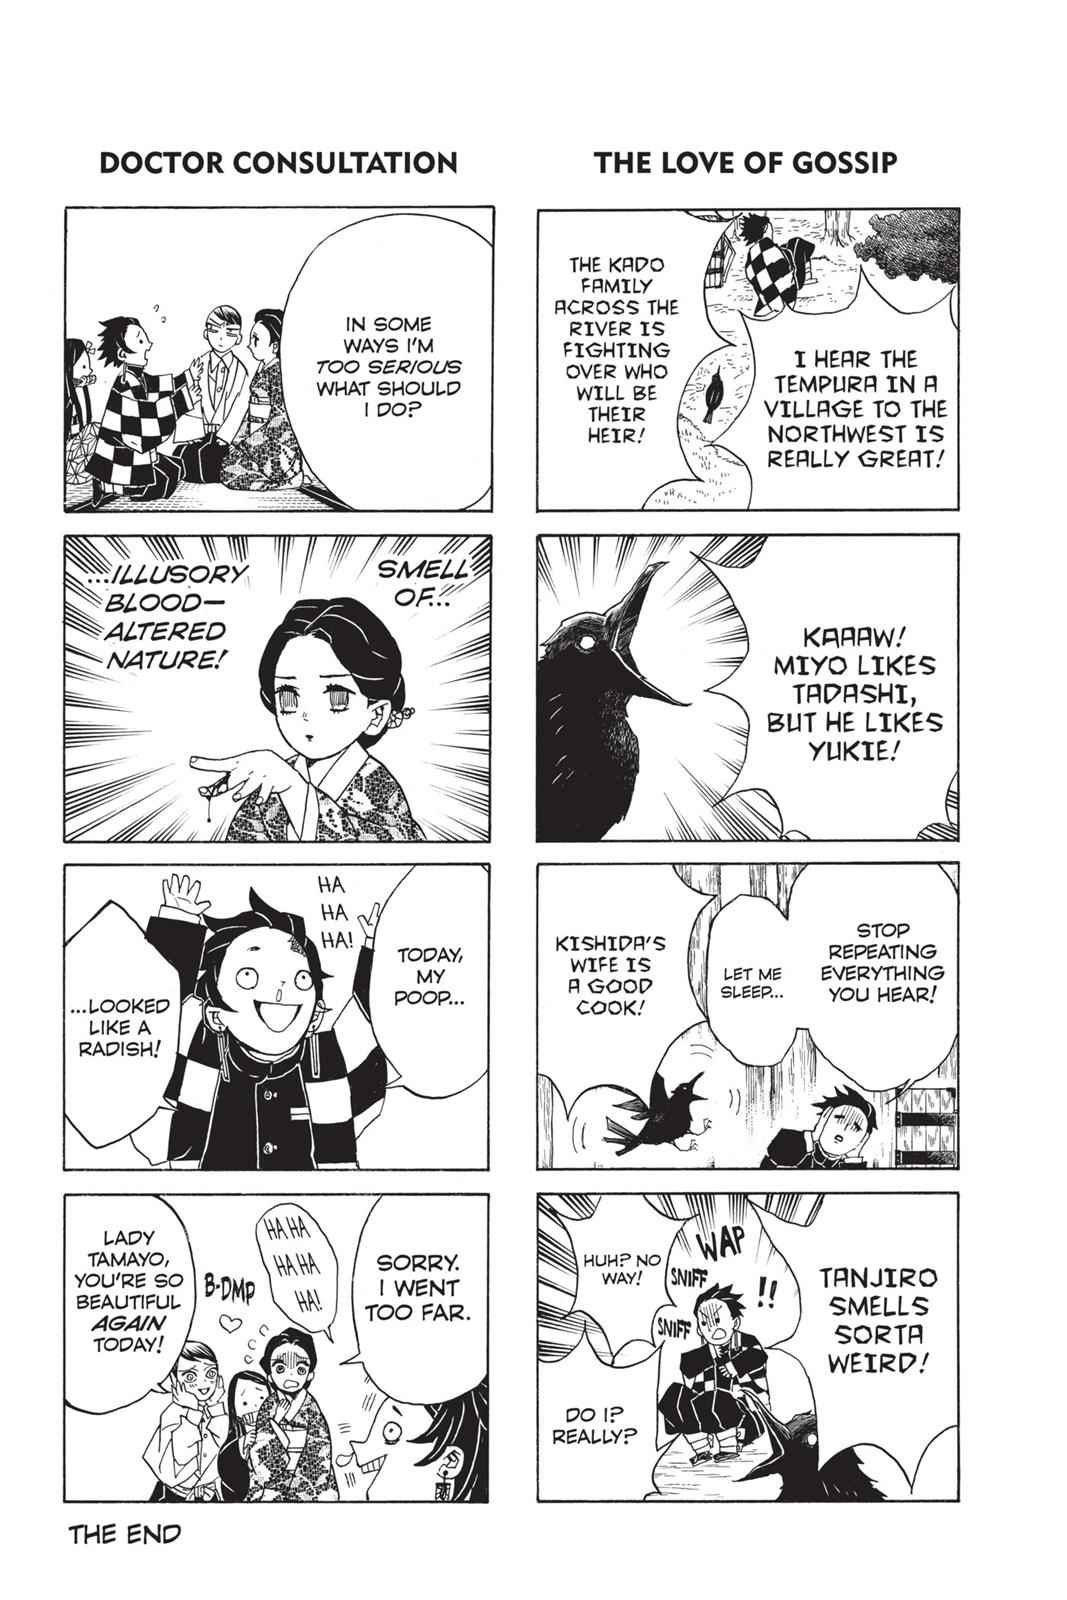 THE LOVE OF GOSSIP
I HEAR THE
TEMPURA IN A
VILLAGE TO THE
NORTHWEST IS
REALLY GREAT!
THE KADO
FAMILY
ACROSS THE
RIVER IS
FIGHTING
OVER WHO
WILL BE
THEIR
HEIR!
KAAAW!
MIYO LIKES
TADASHI,
BUT HE LIKES
YUKIE!
STOP
REPEATING
EVERYTHING
YOU HEAR!
LET ME
SLEEP...
KISHIDA'S
WIFE IS
A GOOD
COOK!
TANJIRO
SMELLS
SORTA
WEIRD!
WAP
!!
SNIFF
SNIFF
HUH? NO
WAY!
DO I?
REALLY?
DOCTOR CONSULTATION
IN SOME
WAYS I'M
TOO SERIOUS
WHAT SHOULD
I DO?
SMELL
OF...
...ILLUSORY
BLOOD—
ALTERED
NATURE!
TODAY,
MY
POOP...
HA
HA
HA!
...LOOKED
LIKE A
RADISH!
SORRY.
I WENT
TOO FAR.
HA HA
HA HA
HA!
B-DMP
LADY
TAMAYO,
YOU'RE SO
BEAUTIFUL
AGAIN
TODAY!
THE END